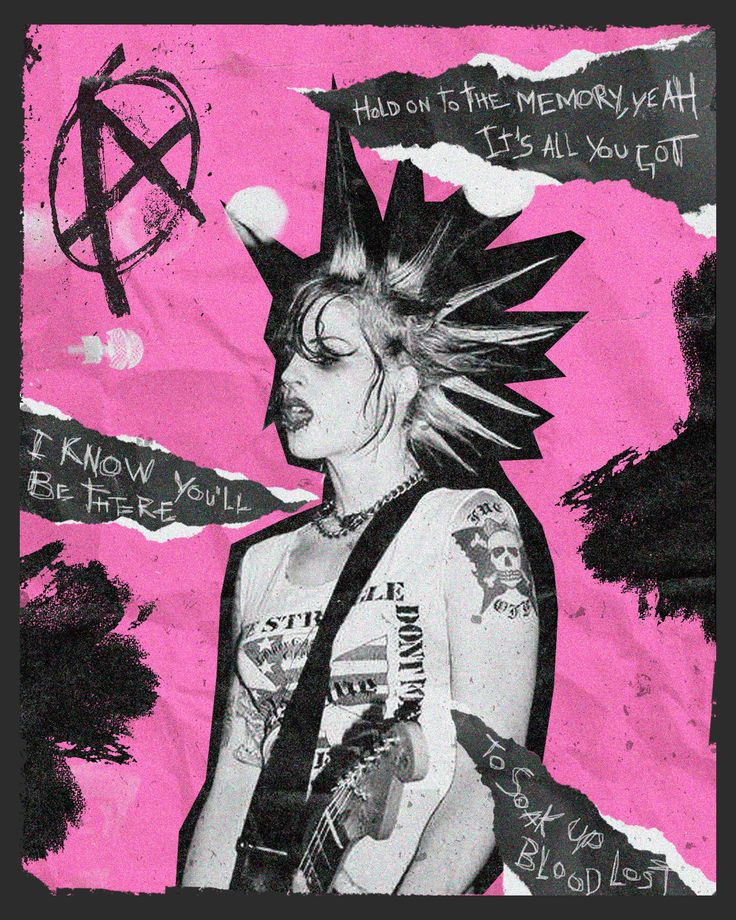 HOLD ON TO THE MEMORY, YEAH
IT'S ALL YOU GOT
I KNOW YOU'LL
BE THERE
DON'T
TO SOAK UP
BLOOD LOST